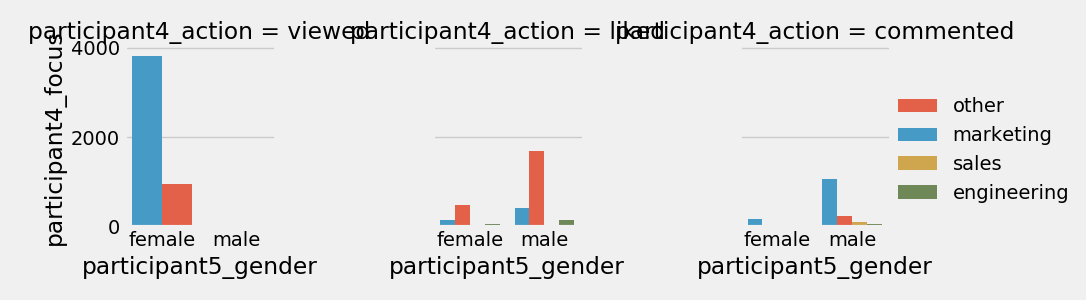 participant4_action = viewed
participant4_action = liked
participant4_action = commented
participant4_focus
4000
2000
0
female male
female male
female male
participant5_gender
participant5_gender
participant5_gender
other
marketing
sales
engineering